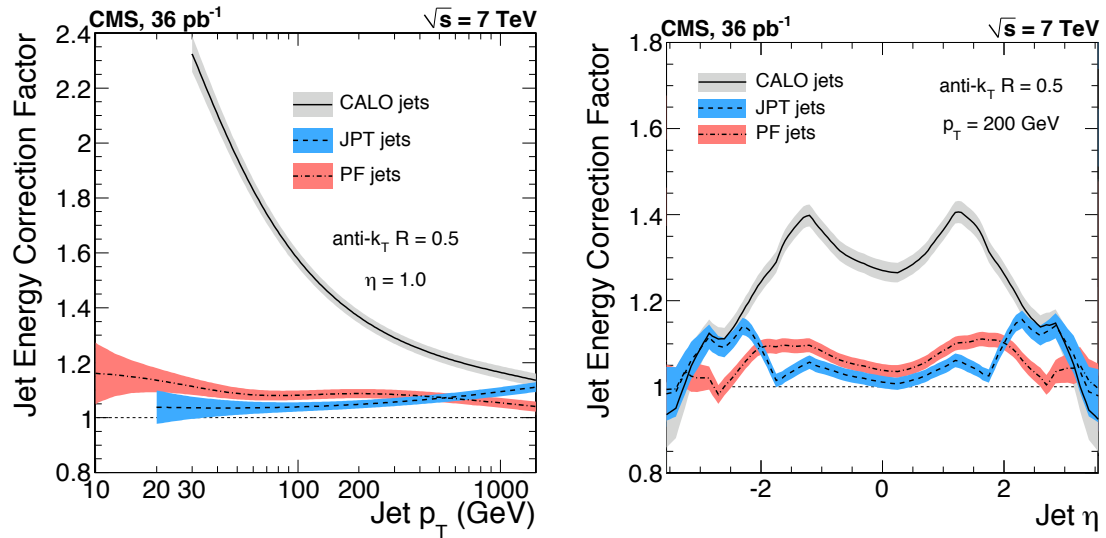 CMS, 36 pb⁻¹ √s = 7 TeV
Jet Energy Correction Factor
2.4
2.2
2
1.8
1.6
1.4
1.2
1
0.8
CALO jets
JPT jets
PF jets
anti-k_T R = 0.5
η = 1.0
10 20 30 100 200 1000
Jet p_T (GeV)
CMS, 36 pb⁻¹ √s = 7 TeV
Jet Energy Correction Factor
1.8
1.6
1.4
1.2
1
0.8
CALO jets
JPT jets
PF jets
anti-k_T R = 0.5
p_T = 200 GeV
-2 0 2
Jet η